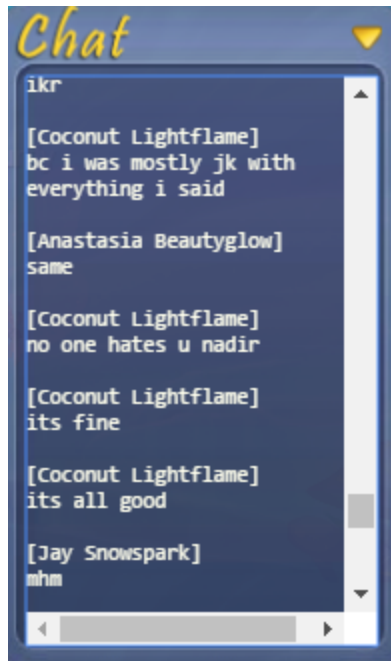 Chat
ikr
[Coconut Lightflame]
bc i was mostly jk with
everything i said
[Anastasia Beautyglow]
same
[Coconut Lightflame]
no one hates u nadir
[Coconut Lightflame]
its fine
[Coconut Lightflame]
its all good
[Jay Snowspark]
mhm